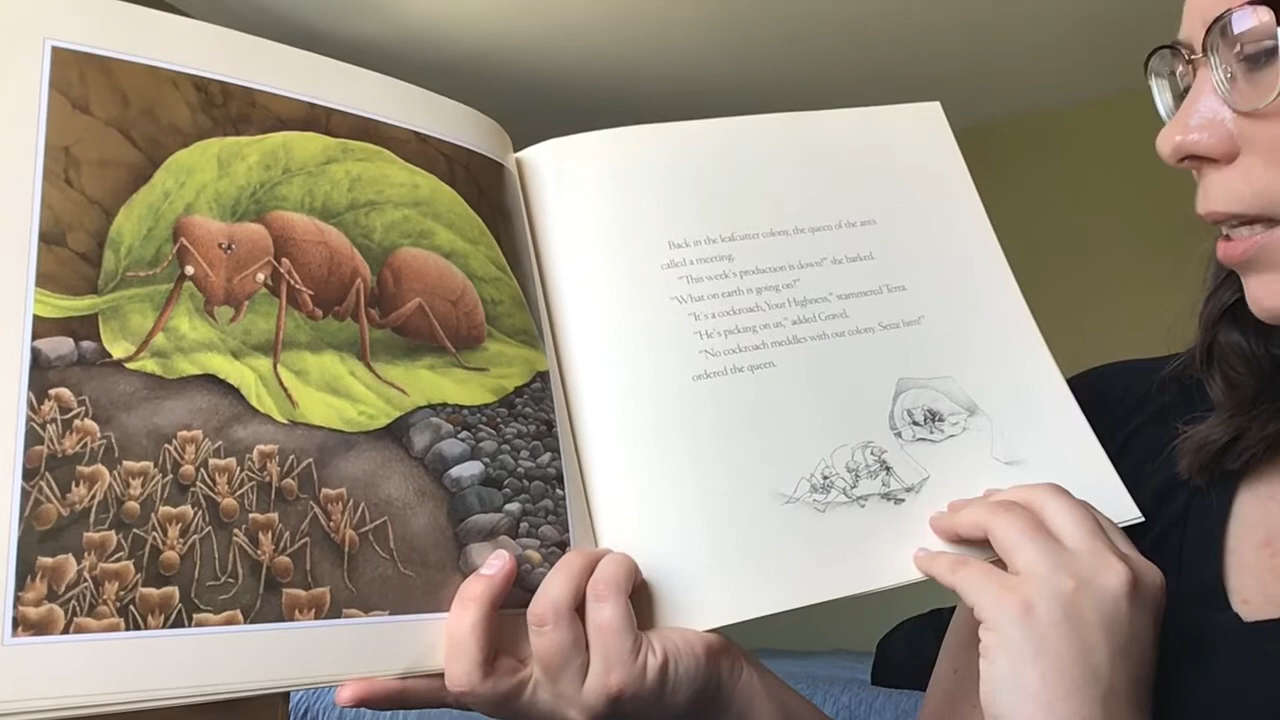 Back in the leafcutter colony, the queen of the ants
called a meeting.
"This week's production is down!" she barked.
"What on earth is going on?"
"It's a cockroach, Your Highness," stammered Terra.
"He's picking on us," added Gravel.
"No cockroach meddles with our colony. Seize him!"
ordered the queen.